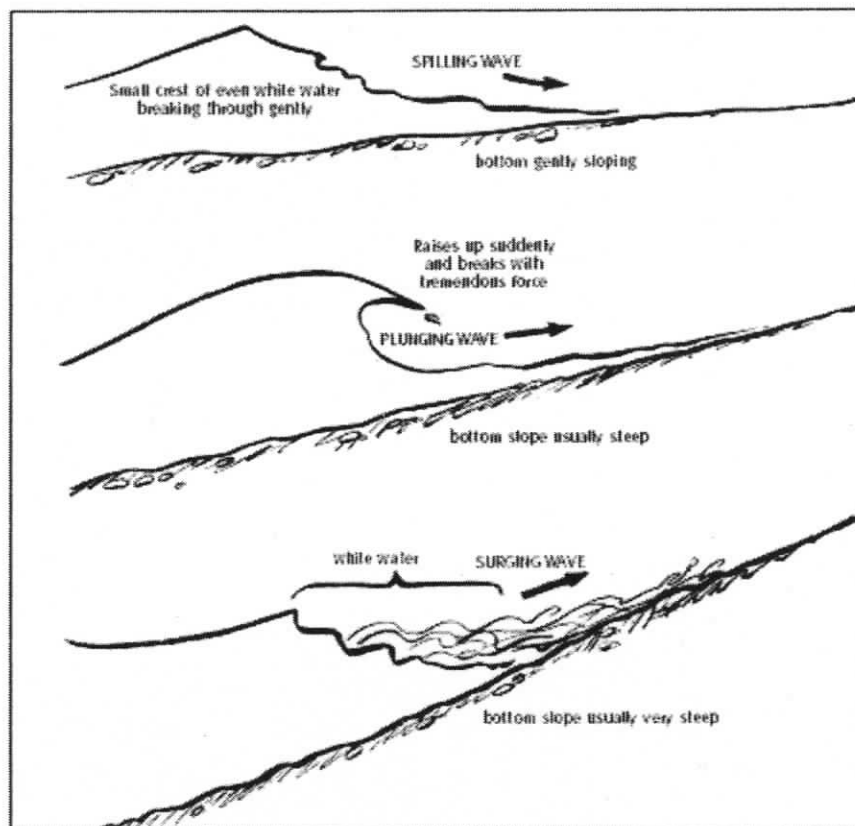 SPILLING WAVE
Small crest of even white water
breaking through gently
bottom gently sloping
Raises up suddenly
and breaks with
tremendous force
PLUNGING WAVE
bottom slope usually steep
white water
SURGING WAVE
bottom slope usually very steep